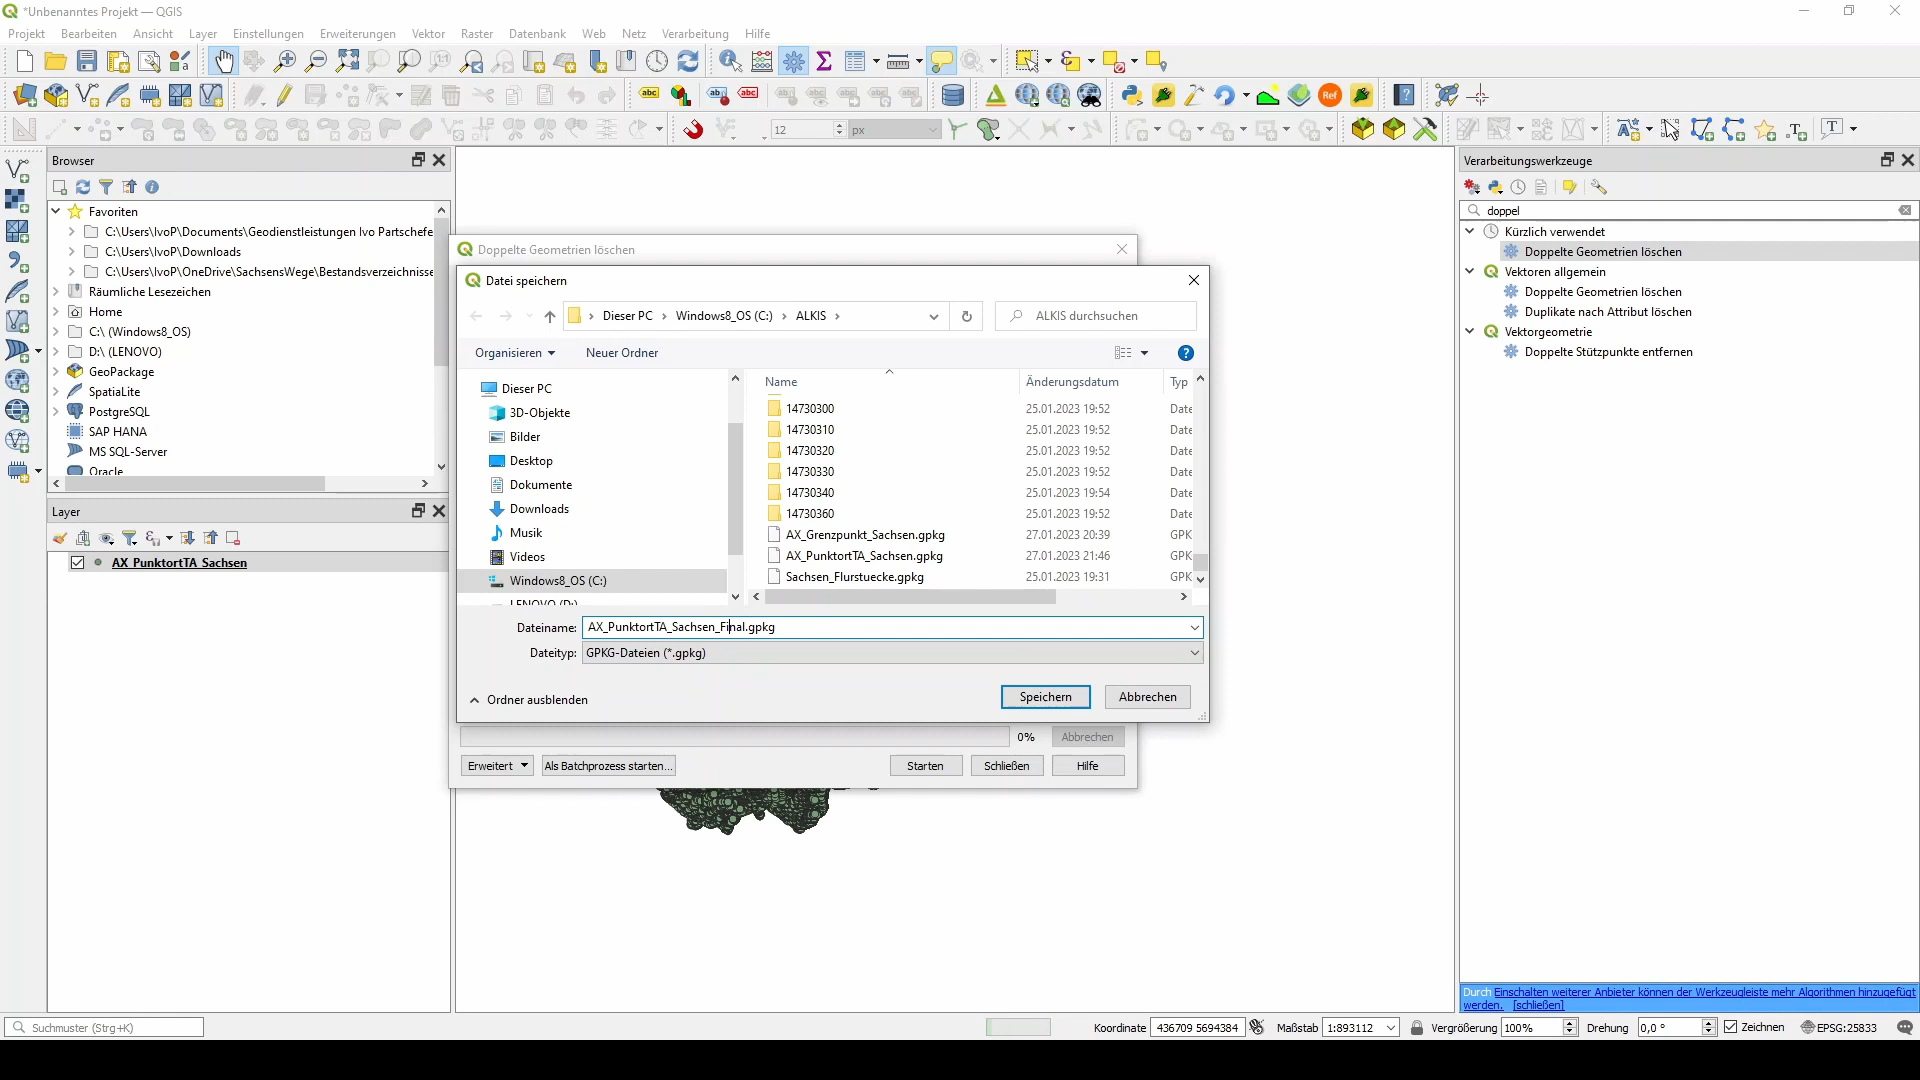 *Unbenanntes Projekt — QGIS
Projekt Bearbeiten Ansicht Layer Einstellungen Erweiterungen Vektor Raster Datenbank Web Netz Verarbeitung Hilfe
12 px
Browser
Favoriten
C:\Users\IvoP\Documents\Geodienstleistungen Ivo Partschefe
C:\Users\IvoP\Downloads
C:\Users\IvoP\OneDrive\SachsensWege\Bestandsverzeichnisse
Räumliche Lesezeichen
Home
C:\ (Windows8_OS)
D:\ (LENOVO)
GeoPackage
SpatiaLite
PostgreSQL
SAP HANA
MS SQL-Server
Oracle
Layer
AX_PunktortTA_Sachsen
Doppelte Geometrien löschen
Datei speichern
Dieser PC Windows8_OS (C:) ALKIS
ALKIS durchsuchen
Organisieren Neuer Ordner
Dieser PC
3D-Objekte
Bilder
Desktop
Dokumente
Downloads
Musik
Videos
Windows8_OS (C:)
LENOVO (D:)
Name Änderungsdatum Typ
14730300 25.01.2023 19:52 Date
14730310 25.01.2023 19:52 Date
14730320 25.01.2023 19:52 Date
14730330 25.01.2023 19:52 Date
14730340 25.01.2023 19:54 Date
14730360 25.01.2023 19:52 Date
AX_Grenzpunkt_Sachsen.gpkg 27.01.2023 20:39 GPK
AX_PunktortTA_Sachsen.gpkg 27.01.2023 21:46 GPK
Sachsen_Flurstuecke.gpkg 25.01.2023 19:31 GPK
Dateiname: AX_PunktortTA_Sachsen_Final.gpkg
Dateityp: GPKG-Dateien (*.gpkg)
Ordner ausblenden
Speichern Abbrechen
0% Abbrechen
Erweitert Als Batchprozess starten... Starten Schließen Hilfe
Verarbeitungswerkzeuge
doppel
Kürzlich verwendet
Doppelte Geometrien löschen
Vektoren allgemein
Doppelte Geometrien löschen
Duplikate nach Attribut löschen
Vektorgeometrie
Doppelte Stützpunkte entfernen
Durch Einschalten weiterer Anbieter können der Werkzeugleiste mehr Algorithmen hinzugefügt
werden. [schließen]
Suchmuster (Strg+K) Koordinate 436709 5694384 Maßstab 1:893112 Vergrößerung 100% Drehung 0,0 ° Zeichnen EPSG:25833